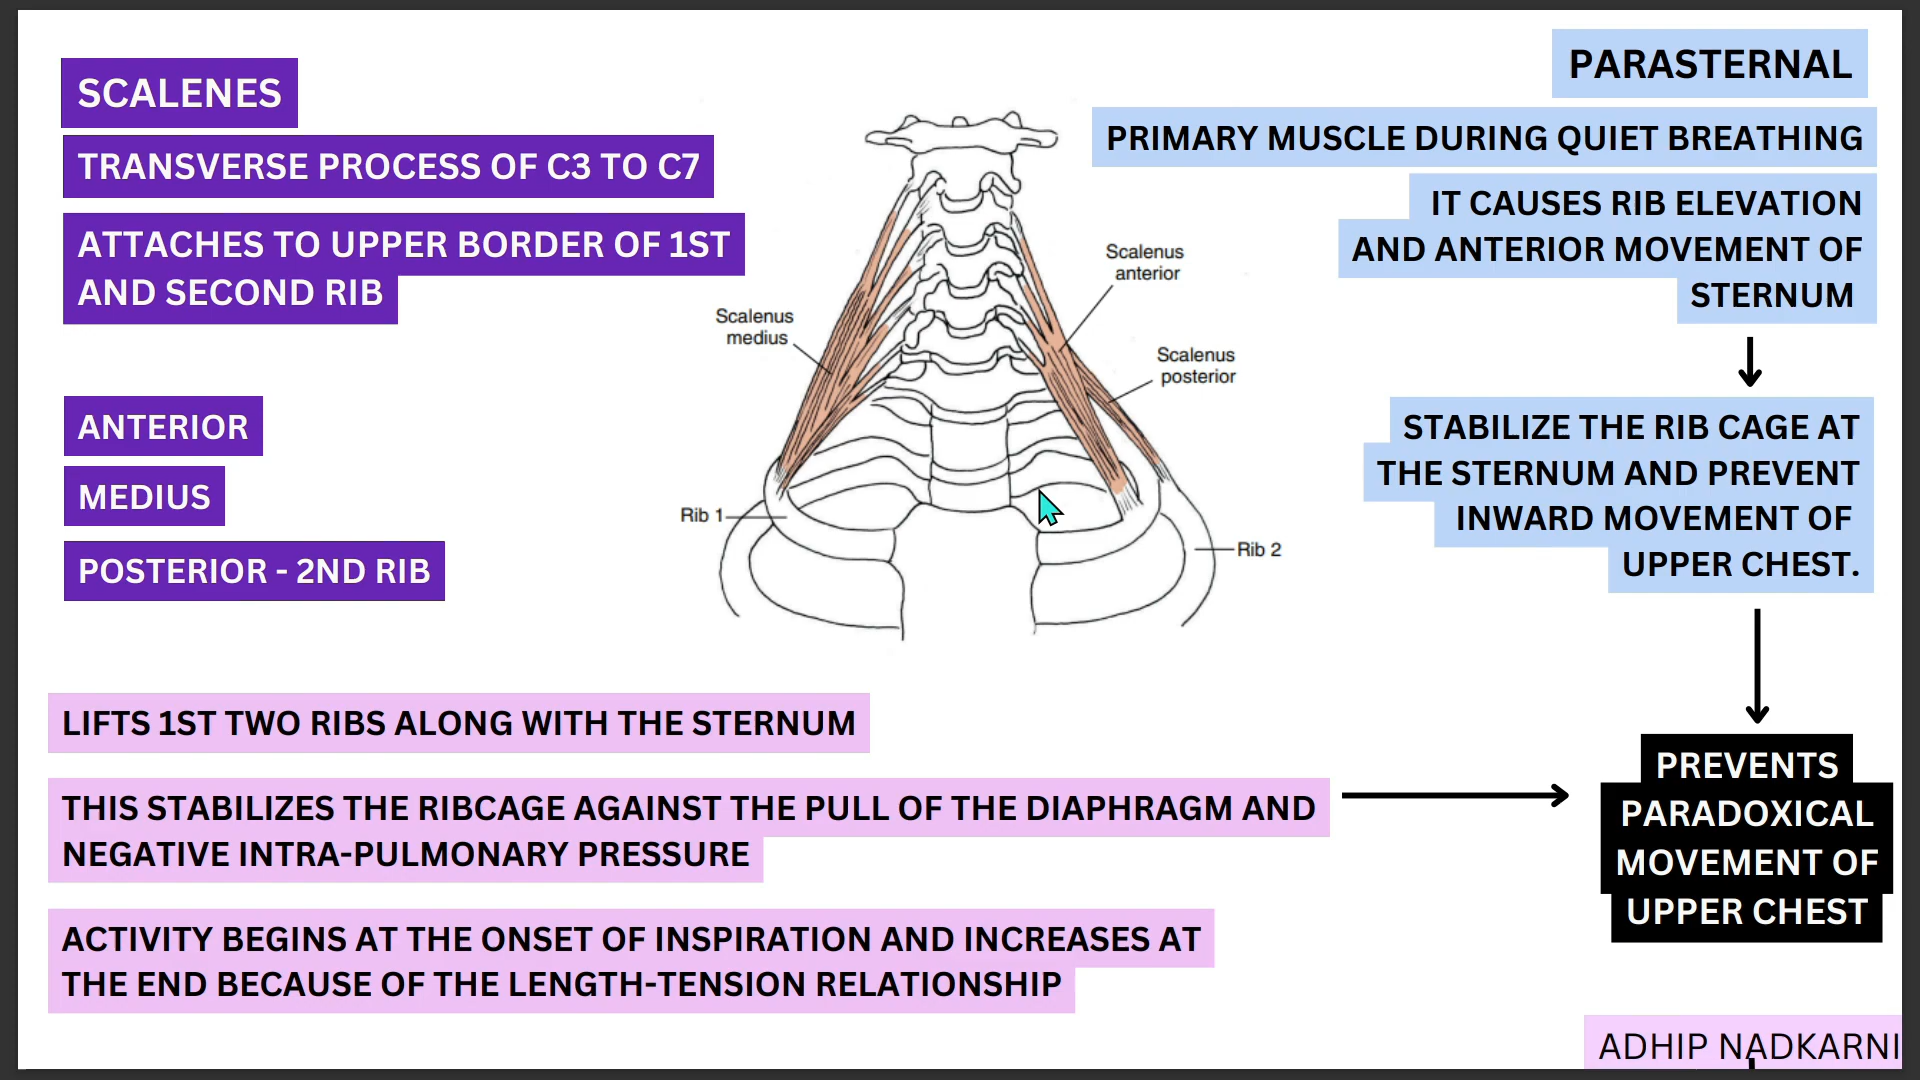 SCALENES
TRANSVERSE PROCESS OF C3 TO C7
ATTACHES TO UPPER BORDER OF 1ST
AND SECOND RIB
ANTERIOR
MEDIUS
POSTERIOR - 2ND RIB
Scalenus
medius
Scalenus
anterior
Scalenus
posterior
Rib 1
Rib 2
PARASTERNAL
PRIMARY MUSCLE DURING QUIET BREATHING
IT CAUSES RIB ELEVATION
AND ANTERIOR MOVEMENT OF
STERNUM
STABILIZE THE RIB CAGE AT
THE STERNUM AND PREVENT
INWARD MOVEMENT OF
UPPER CHEST.
LIFTS 1ST TWO RIBS ALONG WITH THE STERNUM
THIS STABILIZES THE RIBCAGE AGAINST THE PULL OF THE DIAPHRAGM AND
NEGATIVE INTRA-PULMONARY PRESSURE
ACTIVITY BEGINS AT THE ONSET OF INSPIRATION AND INCREASES AT
THE END BECAUSE OF THE LENGTH-TENSION RELATIONSHIP
PREVENTS
PARADOXICAL
MOVEMENT OF
UPPER CHEST
ADHIP NADKARNI